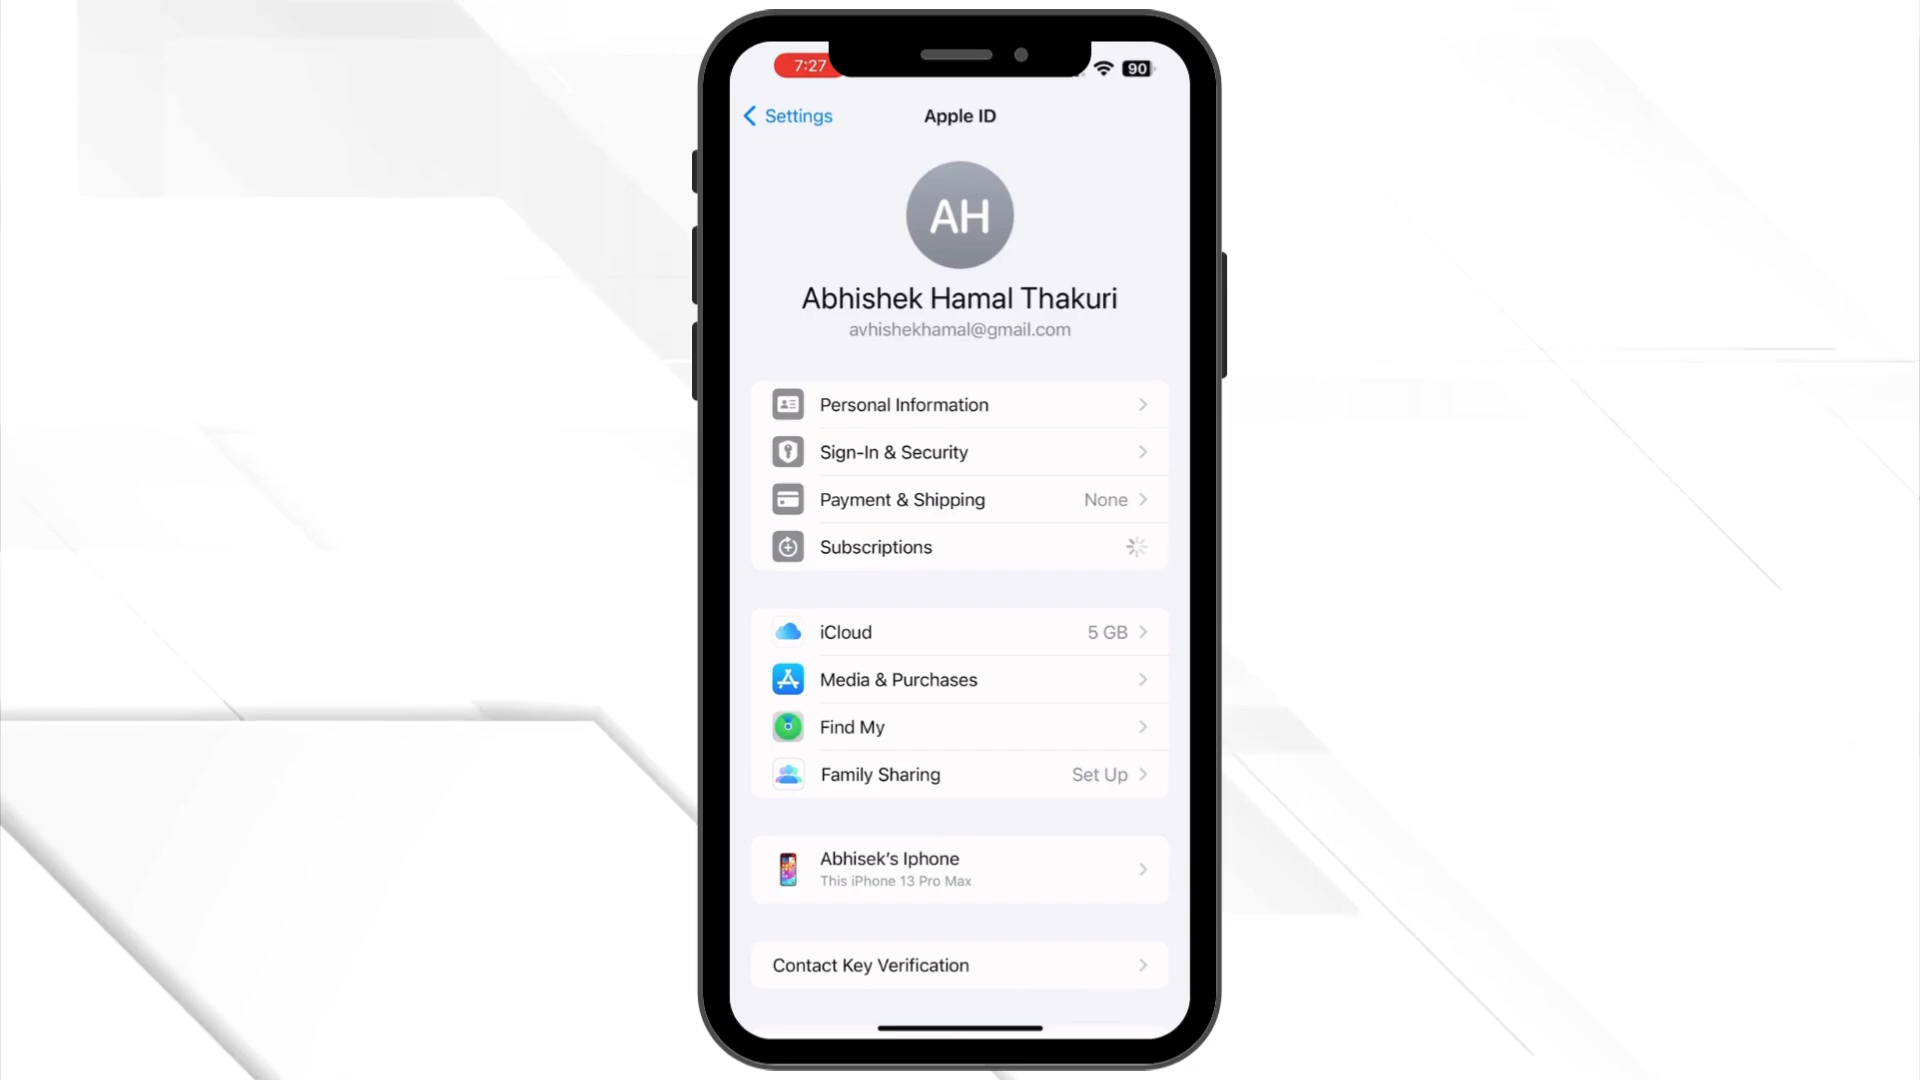 7:27
90
Settings
Apple ID
AH
Abhishek Hamal Thakuri
avhishekhamal@gmail.com
Personal Information
Sign-In & Security
Payment & Shipping None
Subscriptions
iCloud 5 GB
Media & Purchases
Find My
Family Sharing Set Up
Abhisek’s Iphone
This iPhone 13 Pro Max
Contact Key Verification